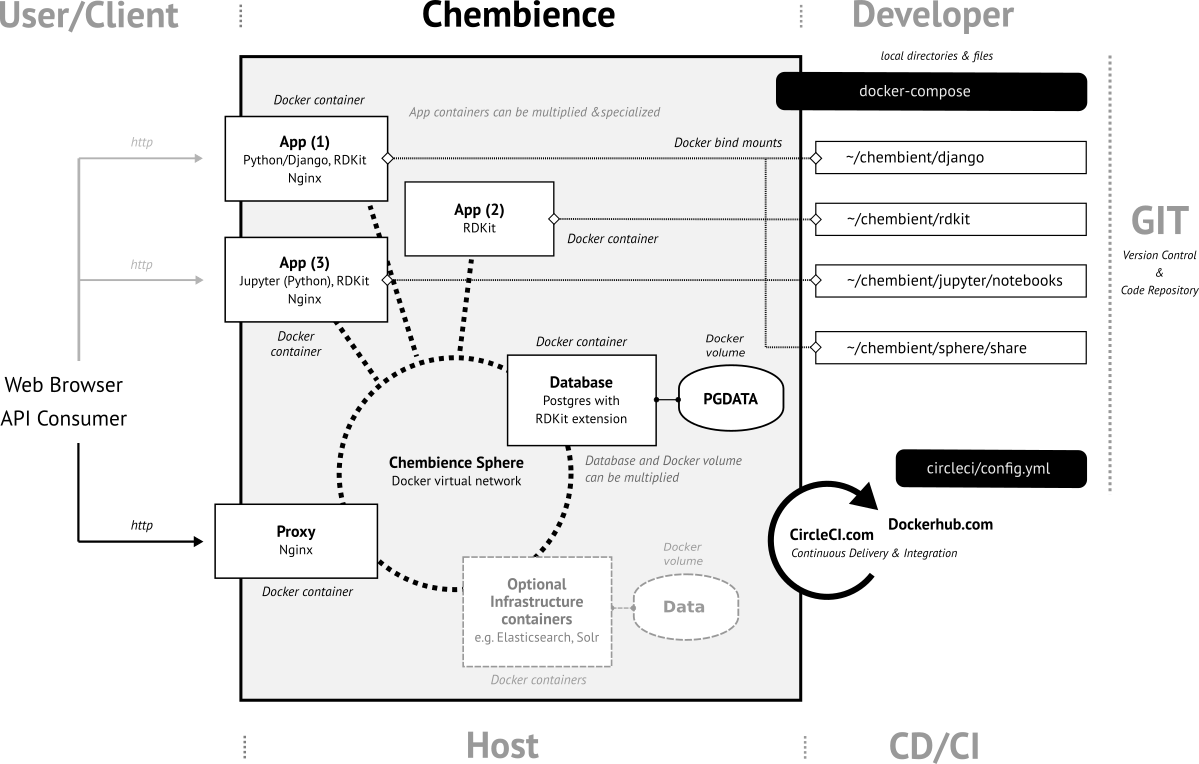 User/Client
Chembience
Developer
local directories & files
docker-compose
Docker container
App containers can be multiplied &specialized
App (1)
Python/Django, RDKit
Nginx
http
Docker bind mounts
~/chembient/django
App (2)
RDKit
Docker container
~/chembient/rdkit
GIT
Version Control
&
Code Repository
App (3)
Jupyter (Python), RDKit
Nginx
http
~/chembient/jupyter/notebooks
Docker
container
Docker container
Docker
volume
~/chembient/sphere/share
Web Browser
API Consumer
Database
Postgres with
RDKit extension
PGDATA
Chembience Sphere
Docker virtual network
Database and Docker volume
can be multiplied
circleci/config.yml
http
Proxy
Nginx
Docker container
CircleCI.com
Dockerhub.com
Continuous Delivery & Integration
Docker
volume
Optional
Infrastructure
containers
e.g. Elasticsearch, Solr
Data
Docker containers
Host
CD/CI